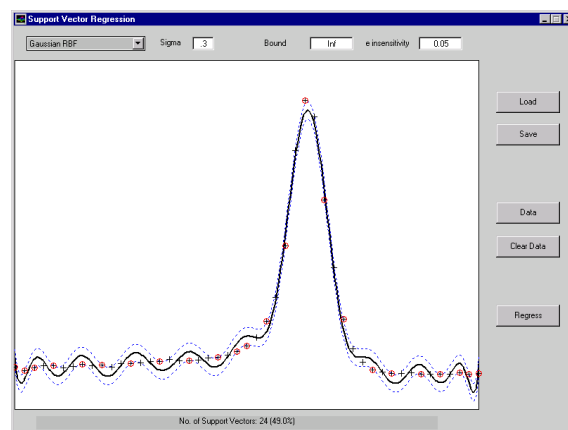 Support Vector Regression
Gaussian RBF
Sigma
.3
Bound
Inf
e insensitivity
0.05
Load
Save
Data
Clear Data
Regress
No. of Support Vectors: 24 (49.0%)